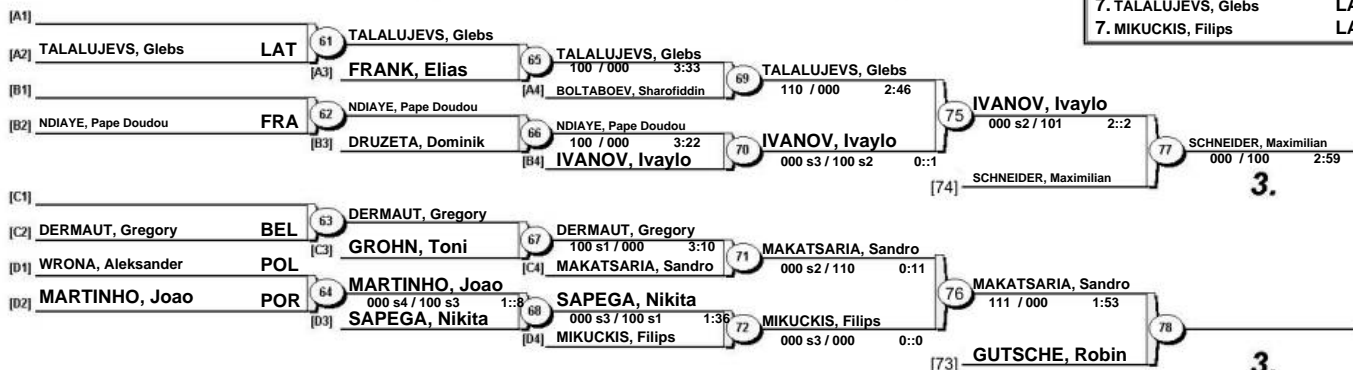 7. TALALUJEVS, Glebs LA
7. MIKUCKIS, Filips LA
[A1]
[A2] TALALUJEVS, Glebs LAT
61
TALALUJEVS, Glebs
[A3] FRANK, Elias
65
TALALUJEVS, Glebs
100 / 000 3:33
[A4] BOLTABOEV, Sharofiddin
69
TALALUJEVS, Glebs
110 / 000 2:46
[B1]
[B2] NDIAYE, Pape Doudou FRA
62
NDIAYE, Pape Doudou
[B3] DRUZETA, Dominik
66
NDIAYE, Pape Doudou
100 / 000 3:22
[B4] IVANOV, Ivaylo
70
IVANOV, Ivaylo
000 s3 / 100 s2 0::1
75
IVANOV, Ivaylo
000 s2 / 101 2::2
[74] SCHNEIDER, Maximilian
77
SCHNEIDER, Maximilian
000 / 100 2:59
3.
[C1]
[C2] DERMAUT, Gregory BEL
63
DERMAUT, Gregory
[C3] GROHN, Toni
67
DERMAUT, Gregory
100 s1 / 000 3:10
[C4] MAKATSARIA, Sandro
71
MAKATSARIA, Sandro
000 s2 / 110 0:11
[D1] WRONA, Aleksander POL
[D2] MARTINHO, Joao POR
64
MARTINHO, Joao
000 s4 / 100 s3 1::8
[D3] SAPEGA, Nikita
68
SAPEGA, Nikita
000 s3 / 100 s1 1:36
[D4] MIKUCKIS, Filips
72
MIKUCKIS, Filips
000 s3 / 000 0::0
76
MAKATSARIA, Sandro
111 / 000 1:53
[73] GUTSCHE, Robin
78
3.